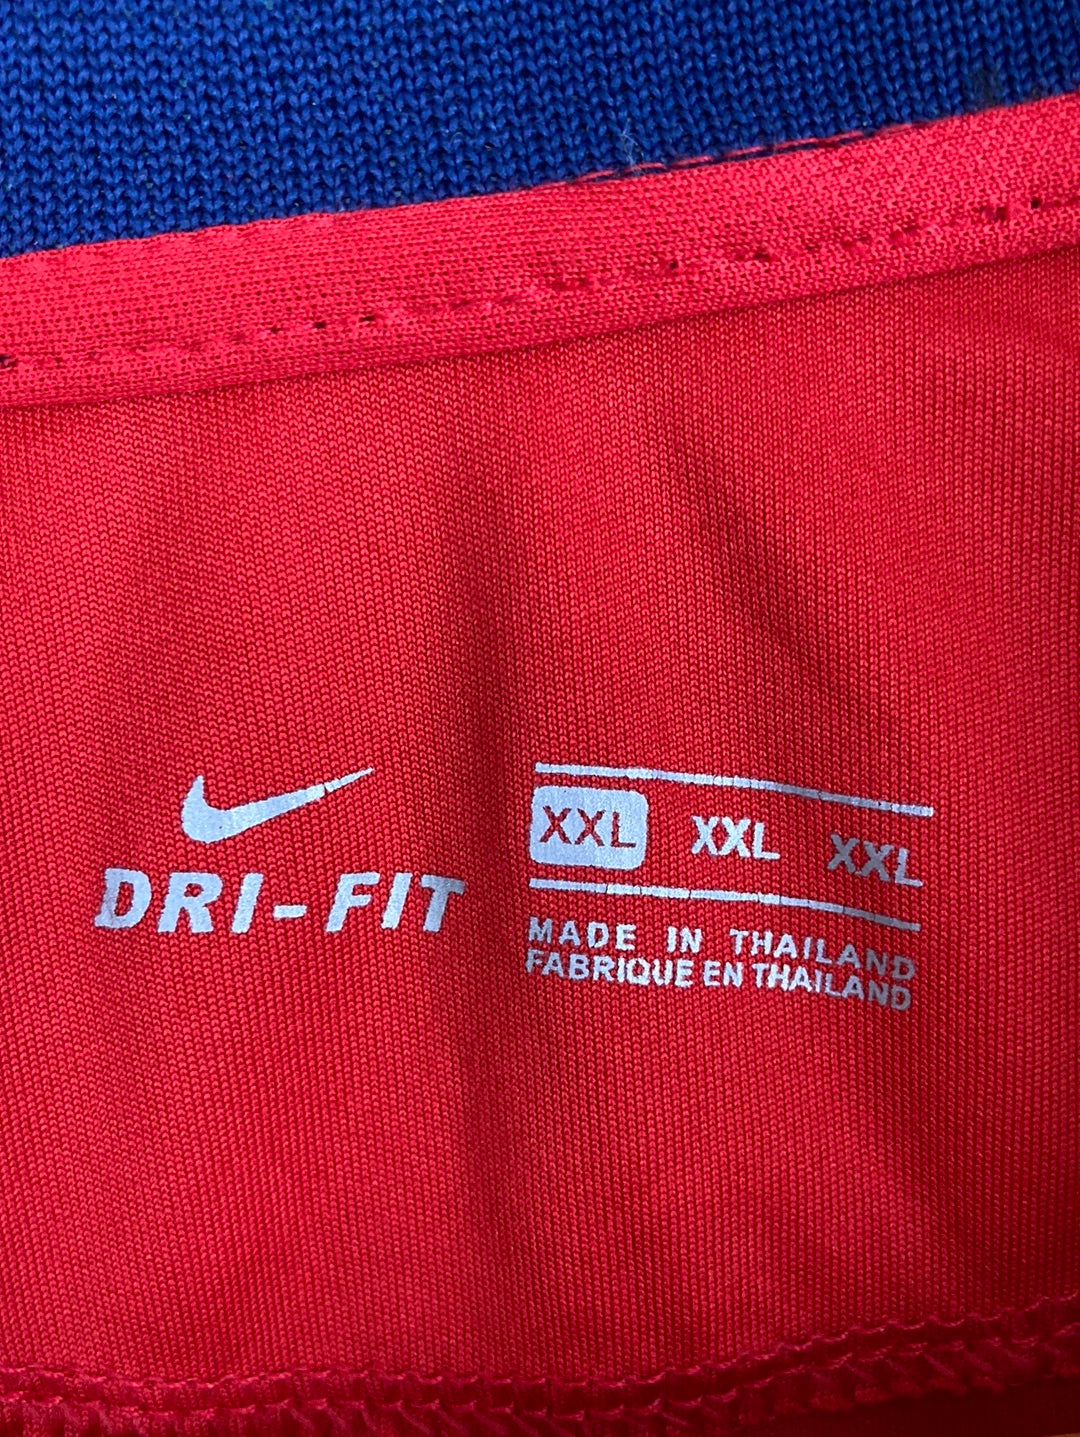 DRI-FIT
XXL XXL XXL
MADE IN THAILAND
FABRIQUE EN THAILAND